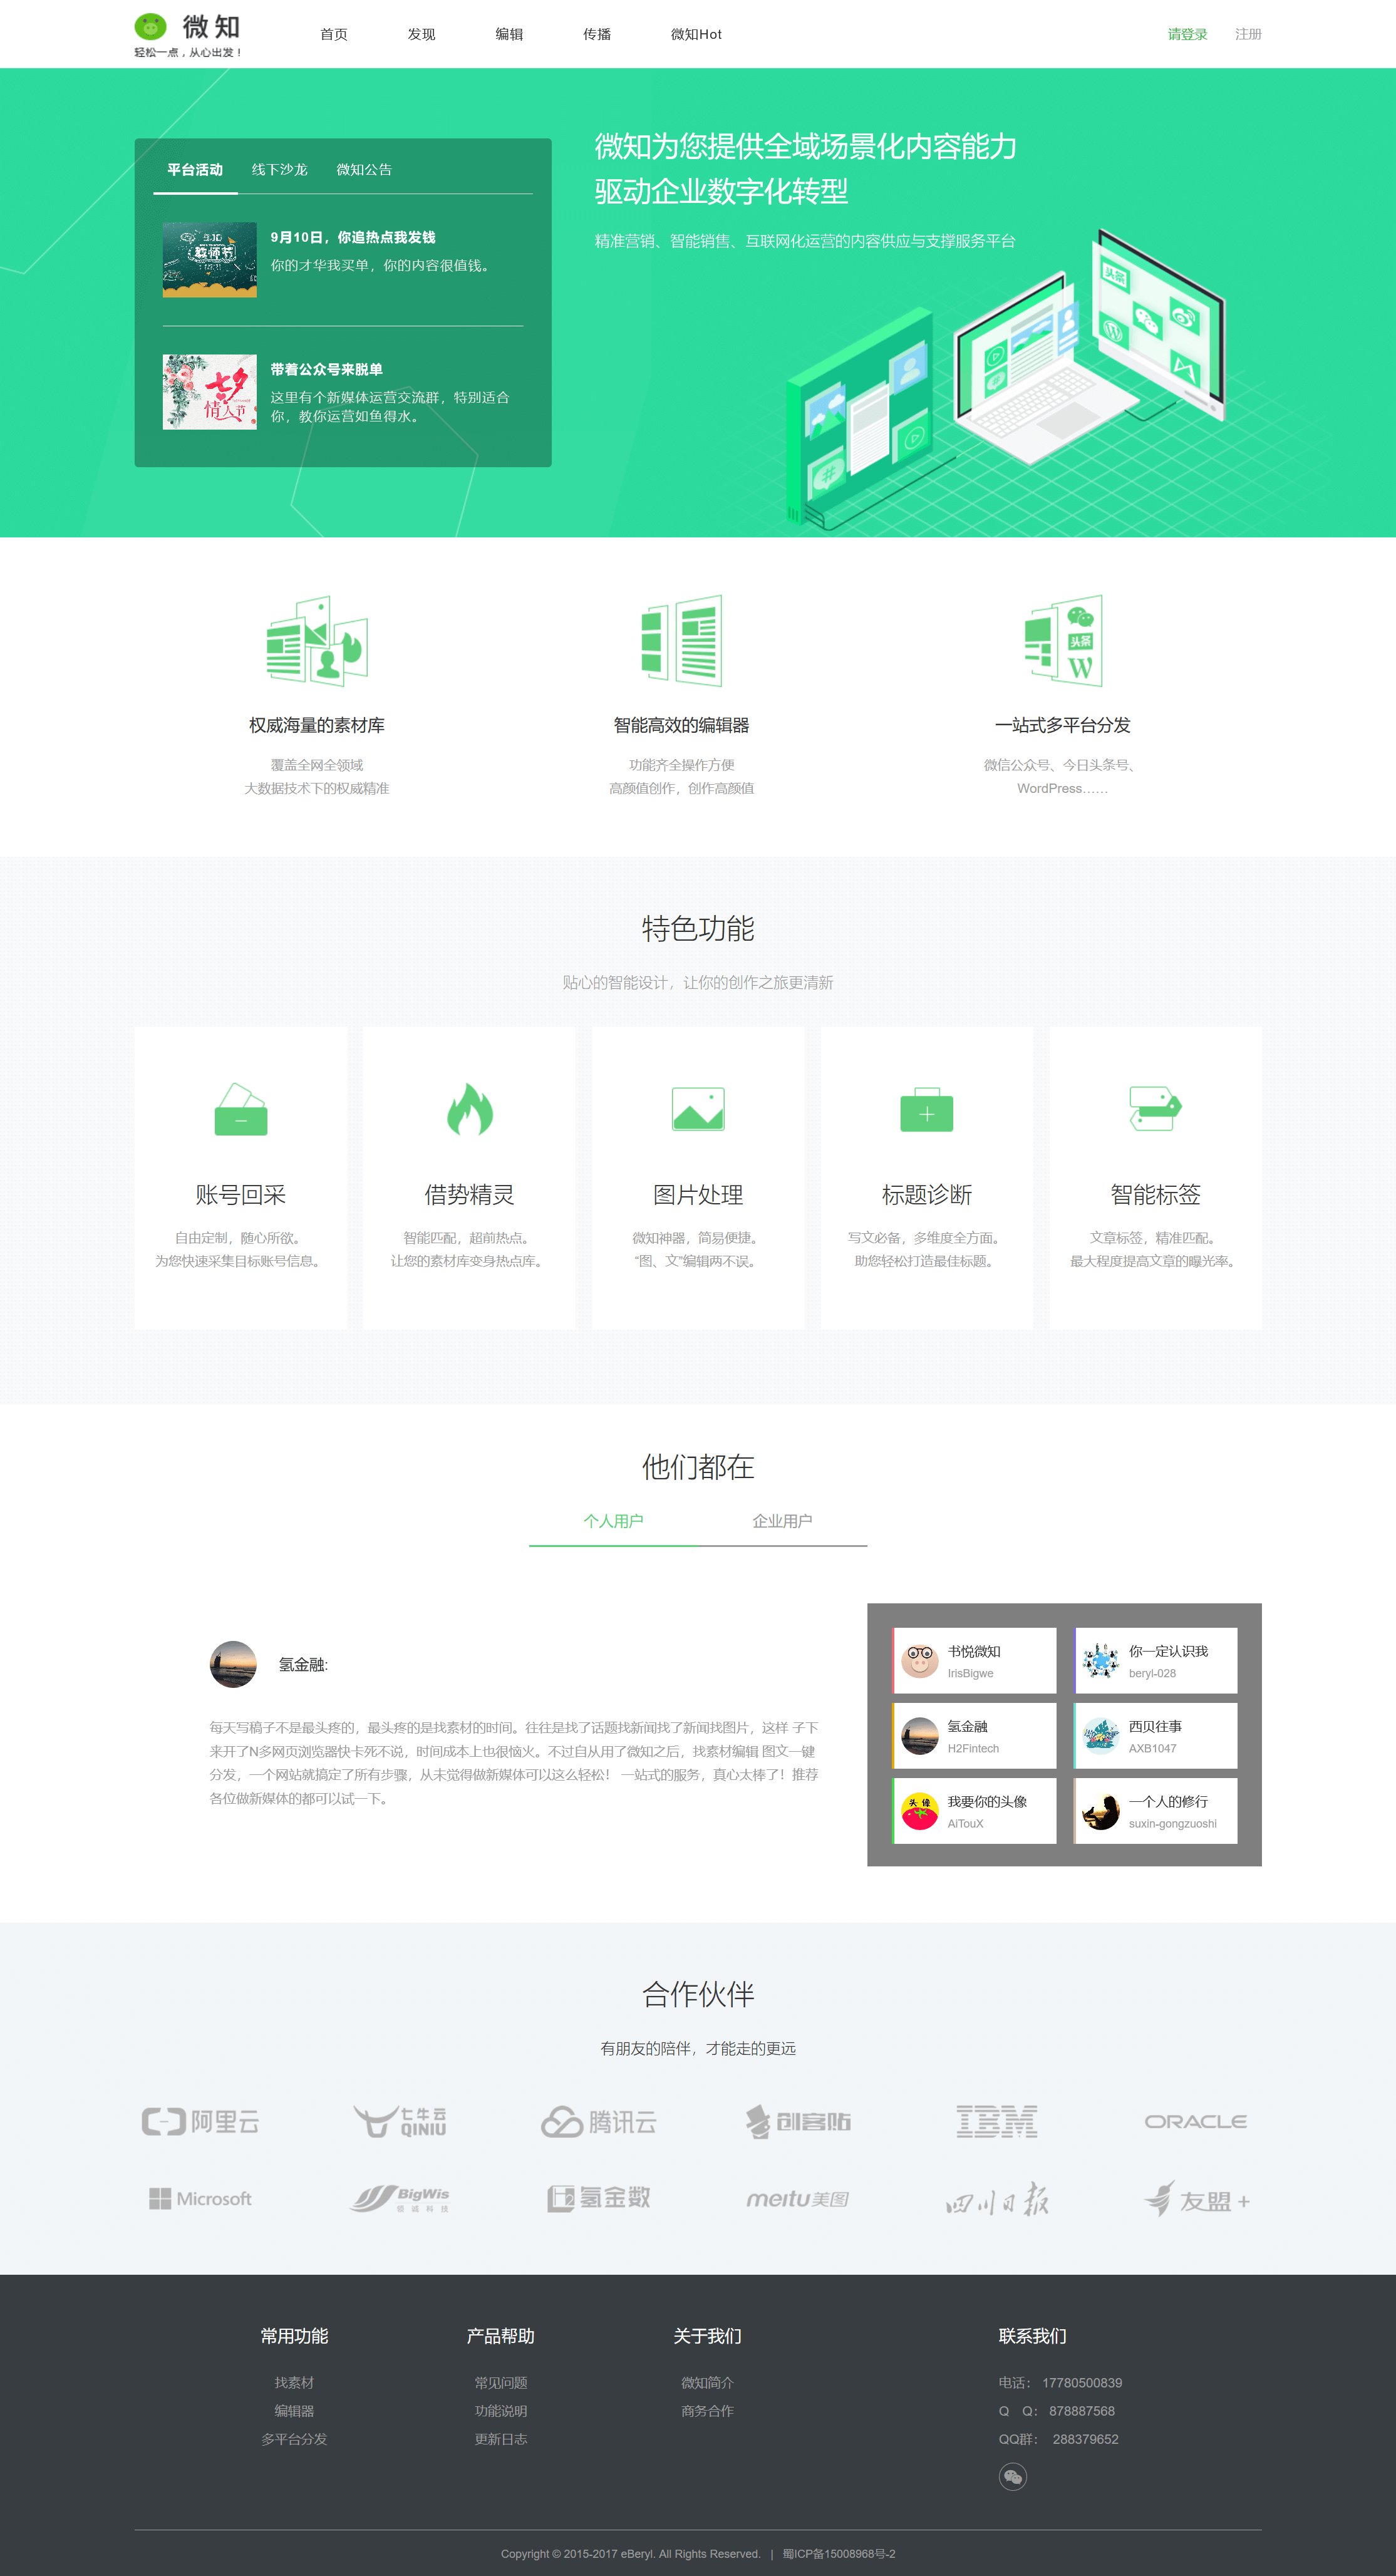 微知
轻松一点，从心出发！
首页 发现 编辑 传播 微知Hot
请登录 注册
平台活动 线下沙龙 微知公告
9月10日，你追热点我发钱
你的才华我买单，你的内容很值钱。
9.10
教师节
带着公众号来脱单
这里有个新媒体运营交流群，特别适合
你，教你运营如鱼得水。
七夕
情人节
微知为您提供全域场景化内容能力
驱动企业数字化转型
精准营销、智能销售、互联网化运营的内容供应与支撑服务平台
头条
头条
W
权威海量的素材库
覆盖全网全领域
大数据技术下的权威精准
智能高效的编辑器
功能齐全操作方便
高颜值创作，创作高颜值
一站式多平台分发
微信公众号、今日头条号、
WordPress……
特色功能
贴心的智能设计，让你的创作之旅更清新
账号回采
自由定制，随心所欲。
为您快速采集目标账号信息。
借势精灵
智能匹配，超前热点。
让您的素材库变身热点库。
图片处理
微知神器，简易便捷。
“图、文”编辑两不误。
标题诊断
写文必备，多维度全方面。
助您轻松打造最佳标题。
智能标签
文章标签，精准匹配。
最大程度提高文章的曝光率。
他们都在
个人用户 企业用户
氢金融:
每天写稿子不是最头疼的，最头疼的是找素材的时间。往往是找了话题找新闻找了新闻找图片，这样 子下
来开了N多网页浏览器快卡死不说，时间成本上也很恼火。不过自从用了微知之后，找素材编辑 图文一键
分发，一个网站就搞定了所有步骤，从未觉得做新媒体可以这么轻松！ 一站式的服务，真心太棒了！推荐
各位做新媒体的都可以试一下。
书悦微知
IrisBigwe
你一定认识我
beryl-028
氢金融
H2Fintech
西贝往事
AXB1047
头像
我要你的头像
AiTouX
一个人的修行
suxin-gongzuoshi
合作伙伴
有朋友的陪伴，才能走的更远
阿里云 七牛云 QINIU 腾讯云 创客贴 IBM ORACLE
Microsoft BigWis 氢金数 meitu美图 四川日报 友盟+
常用功能
找素材
编辑器
多平台分发
产品帮助
常见问题
功能说明
更新日志
关于我们
微知简介
商务合作
联系我们
电话： 17780500839
Q Q： 878887568
QQ群： 288379652
Copyright © 2015-2017 eBeryl. All Rights Reserved. | 蜀ICP备15008968号-2